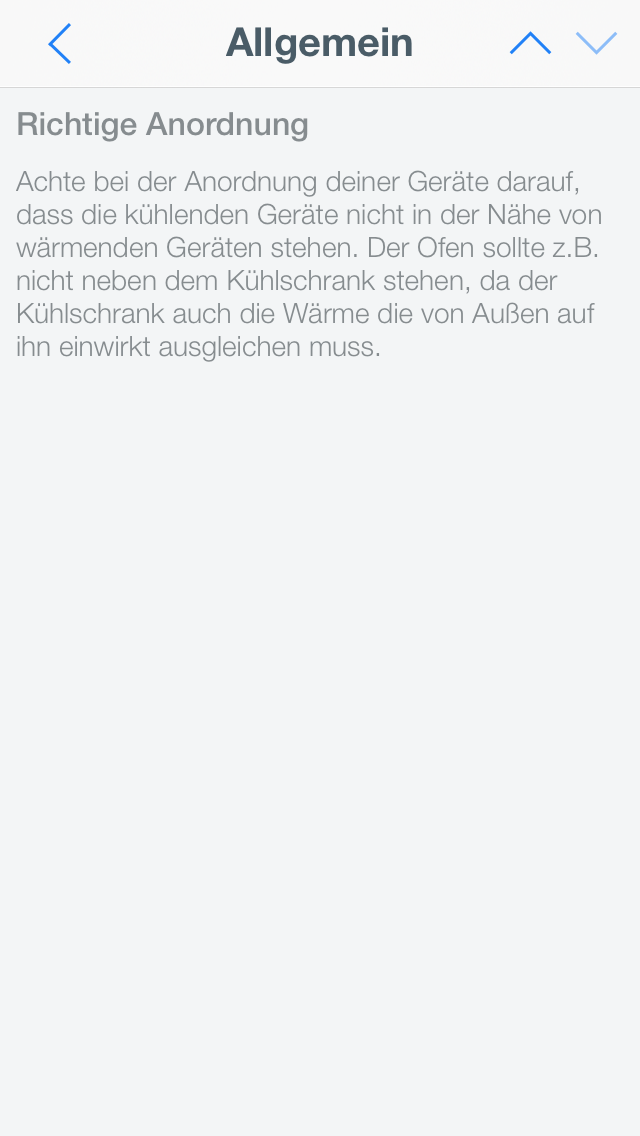 Allgemein
Richtige Anordnung
Achte bei der Anordnung deiner Geräte darauf,
dass die kühlenden Geräte nicht in der Nähe von
wärmenden Geräten stehen. Der Ofen sollte z.B.
nicht neben dem Kühlschrank stehen, da der
Kühlschrank auch die Wärme die von Außen auf
ihn einwirkt ausgleichen muss.